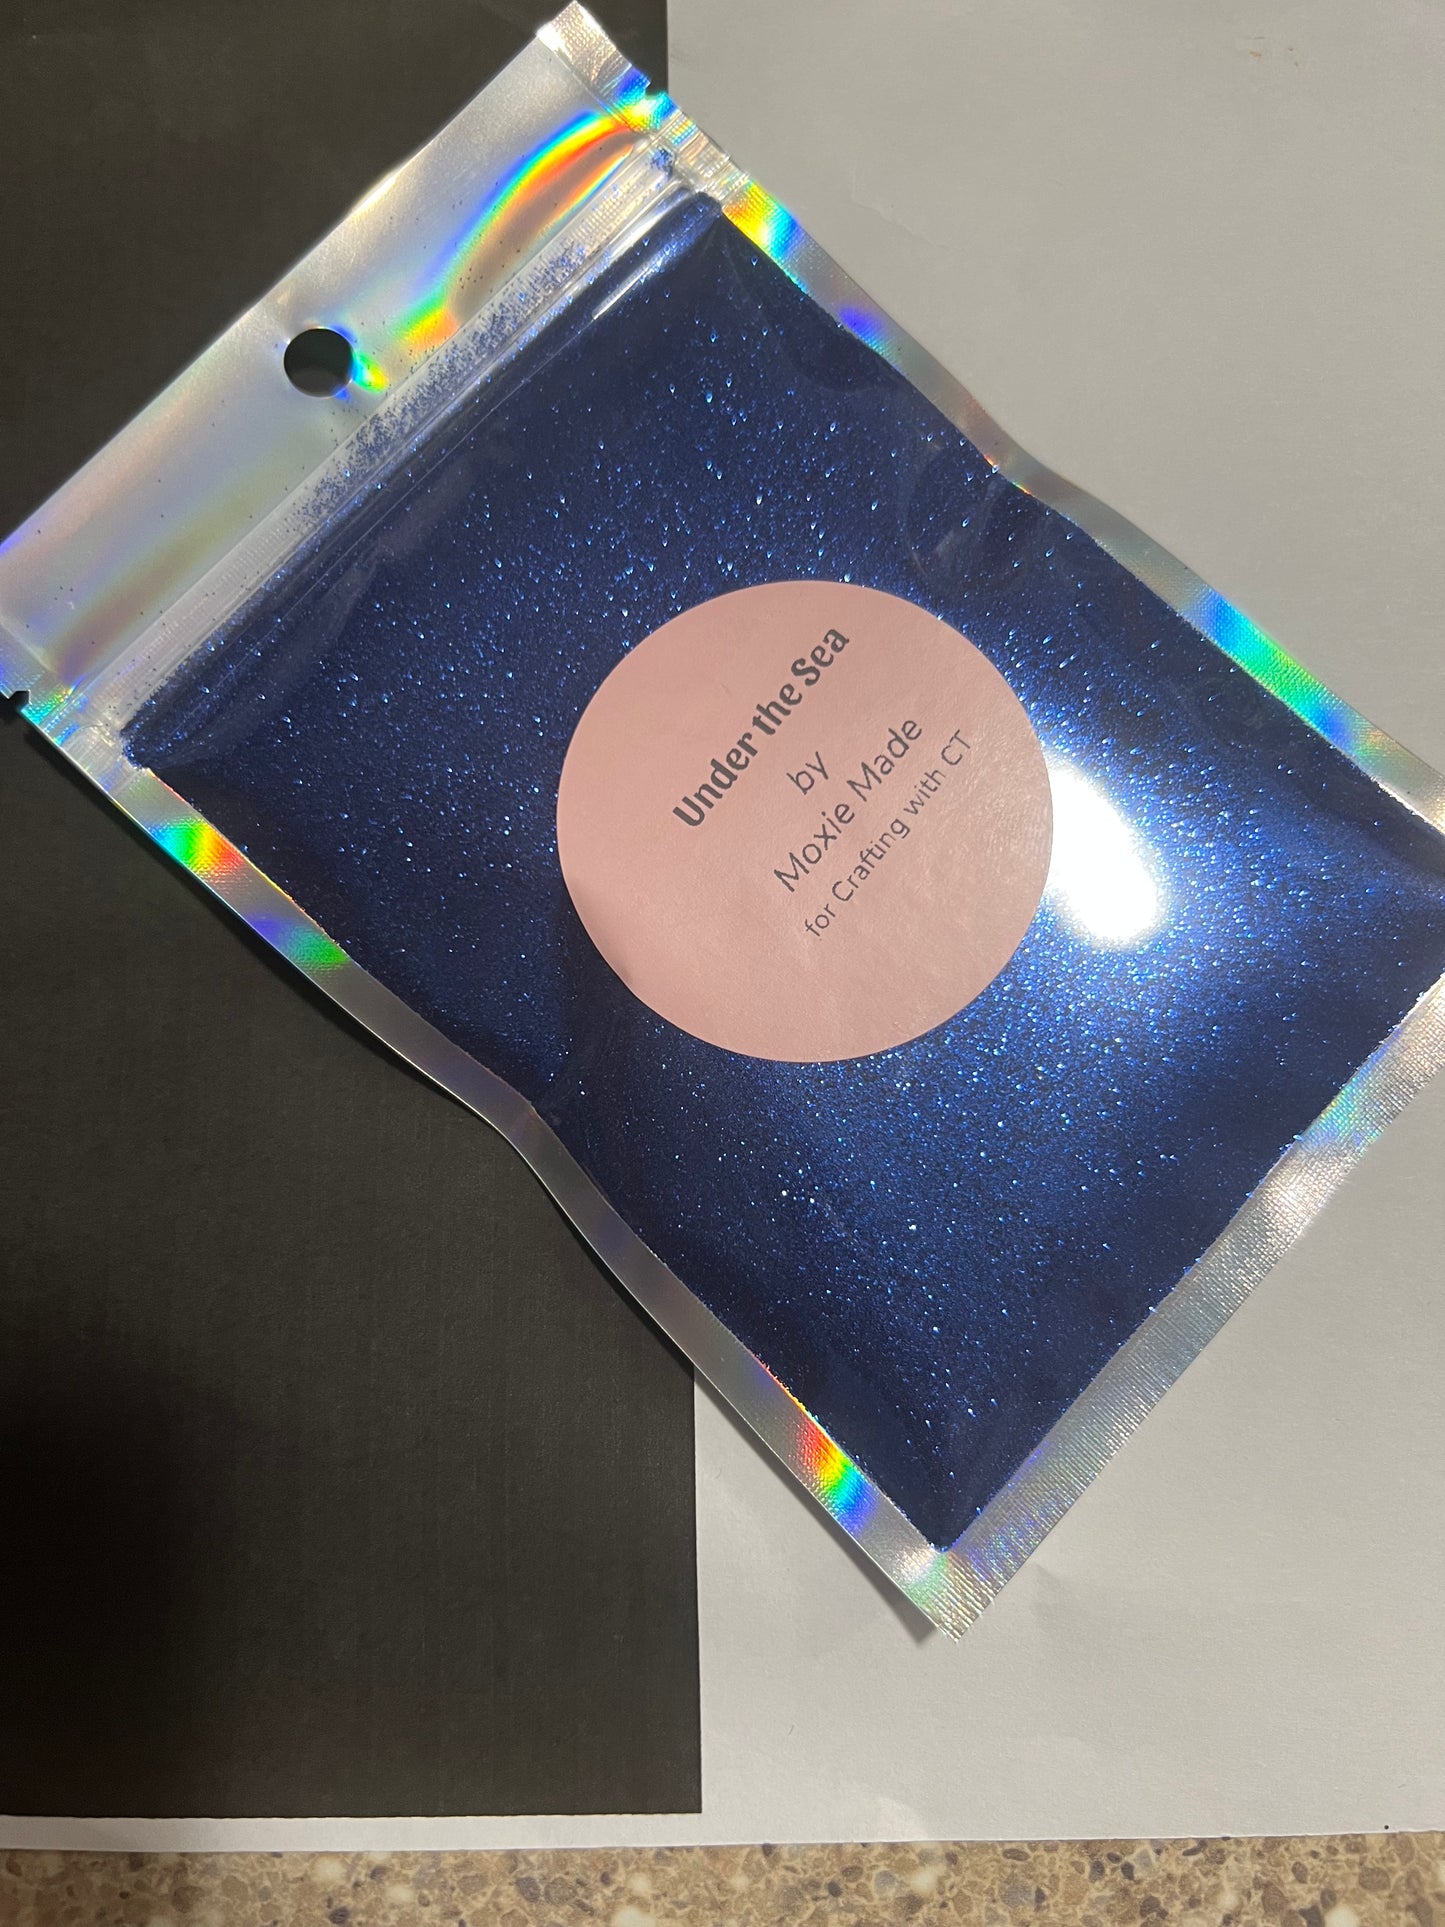 Under the Sea
by
Moxie Made
for Crafting with CT